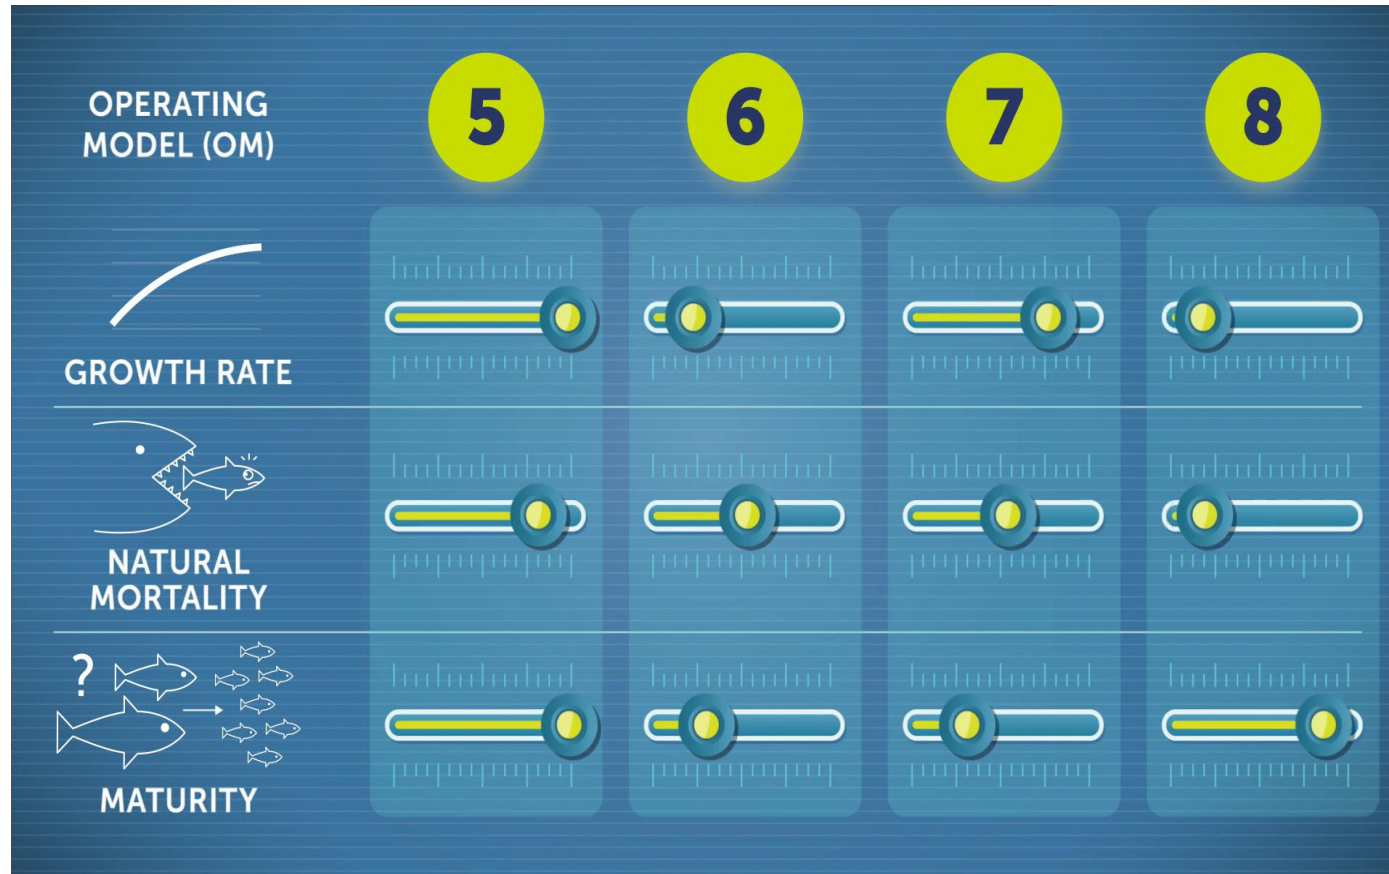 OPERATING
MODEL (OM)
5
6
7
8
GROWTH RATE
NATURAL
MORTALITY
?
MATURITY